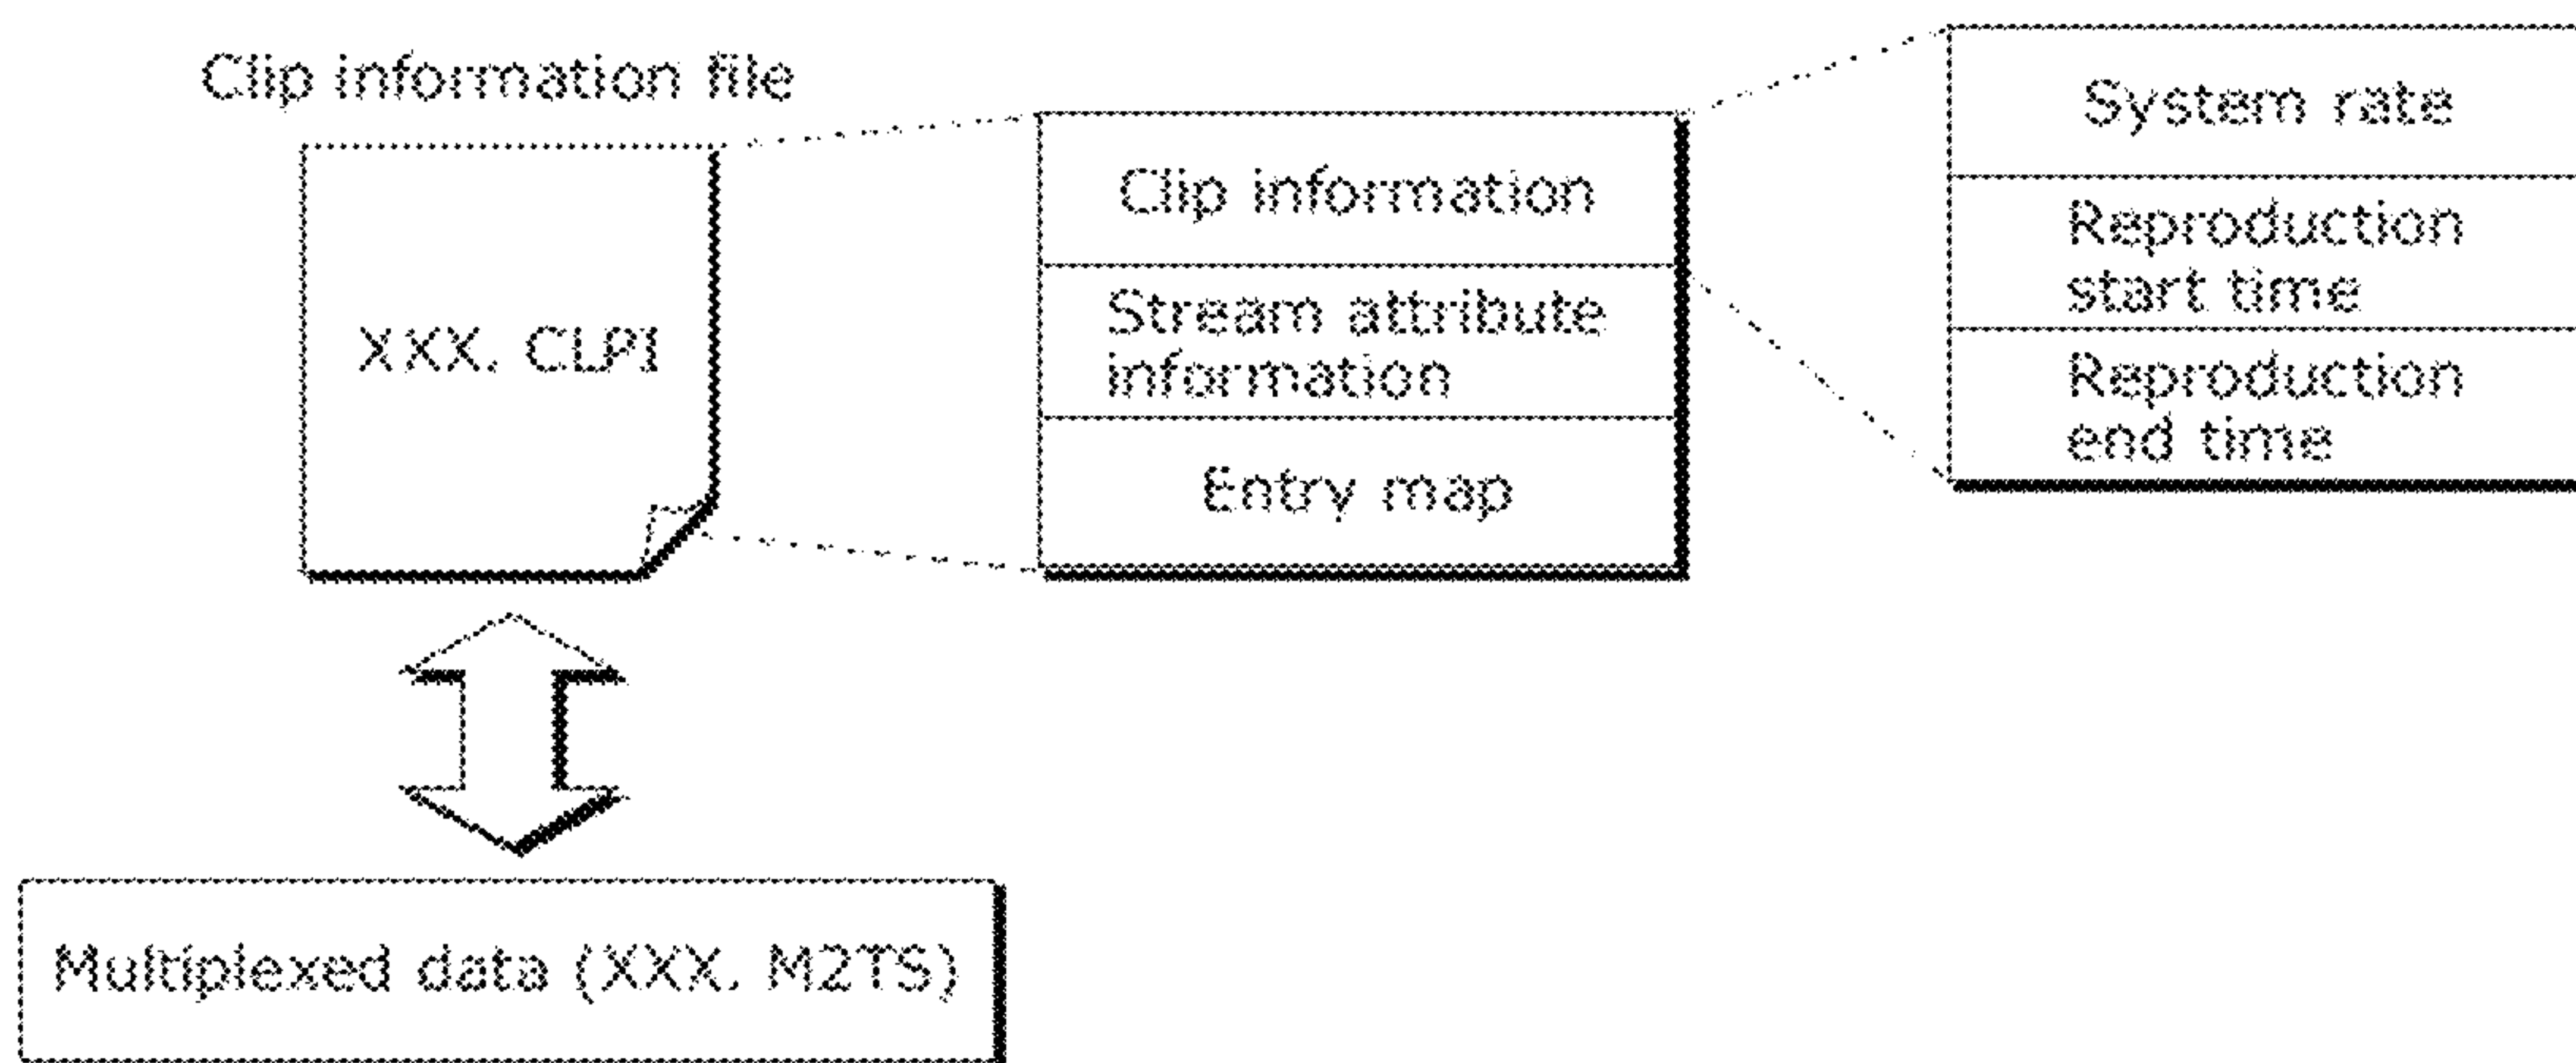 Clip information file
XXX. CLPI
Clip information
Stream attribute
information
Entry map
System rate
Reproduction
start time
Reproduction
end time
Multiplexed data (XXX. M2TS)